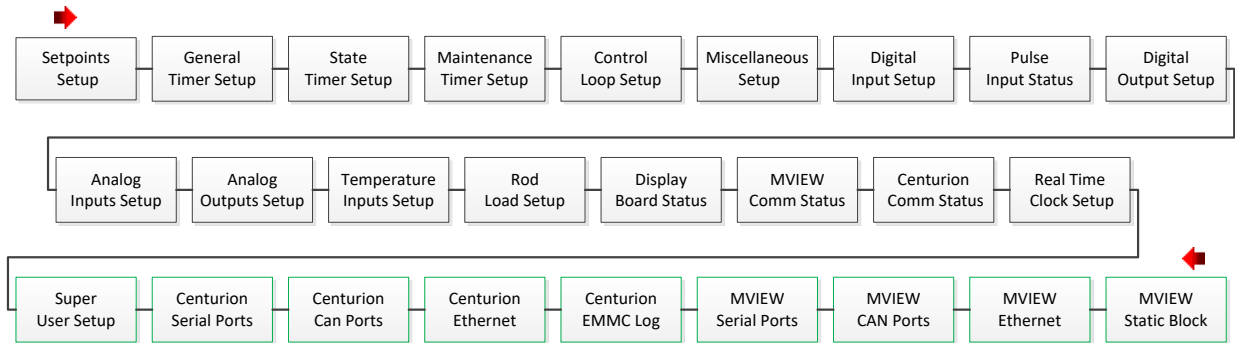 Setpoints
Setup
General
Timer Setup
State
Timer Setup
Maintenance
Timer Setup
Control
Loop Setup
Miscellaneous
Setup
Digital
Input Setup
Pulse
Input Status
Digital
Output Setup
Analog
Inputs Setup
Analog
Outputs Setup
Temperature
Inputs Setup
Rod
Load Setup
Display
Board Status
MVIEW
Comm Status
Centurion
Comm Status
Real Time
Clock Setup
Super
User Setup
Centurion
Serial Ports
Centurion
Can Ports
Centurion
Ethernet
Centurion
EMMC Log
MVIEW
Serial Ports
MVIEW
CAN Ports
MVIEW
Ethernet
MVIEW
Static Block